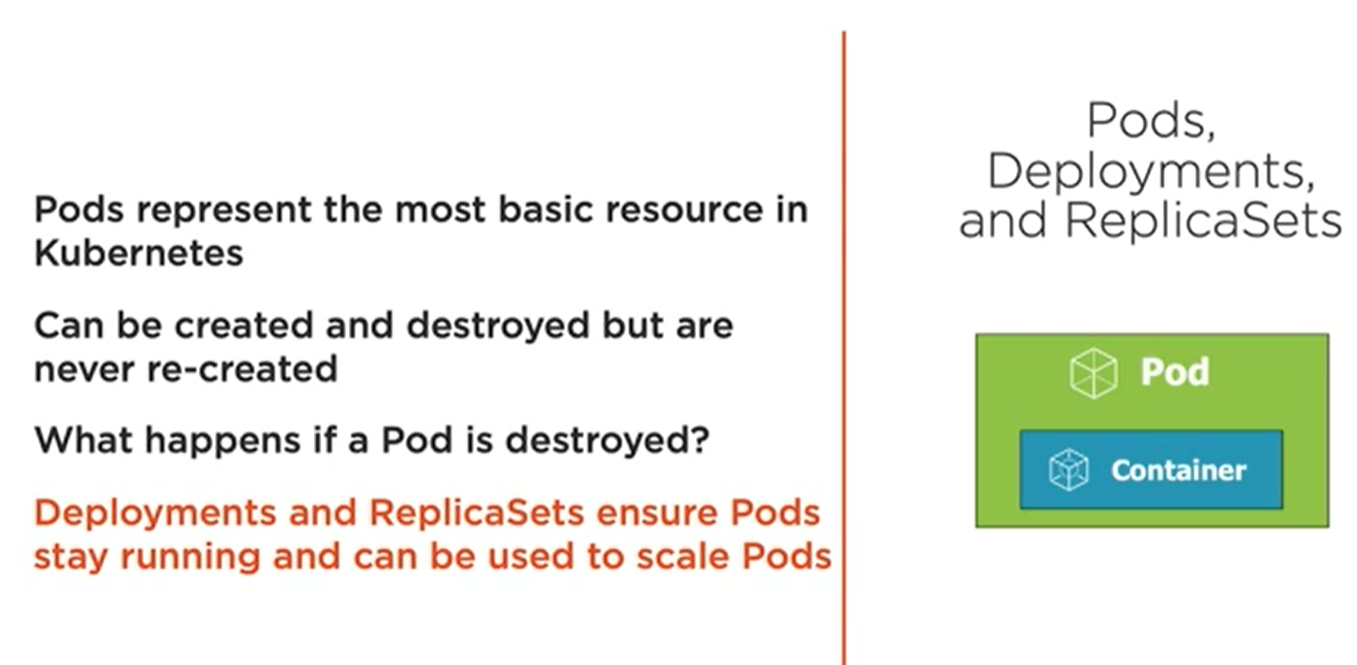 Pods represent the most basic resource in
Kubernetes
Can be created and destroyed but are
never re-created
What happens if a Pod is destroyed?
Deployments and ReplicaSets ensure Pods
stay running and can be used to scale Pods
Pods,
Deployments,
and ReplicaSets
Pod
Container